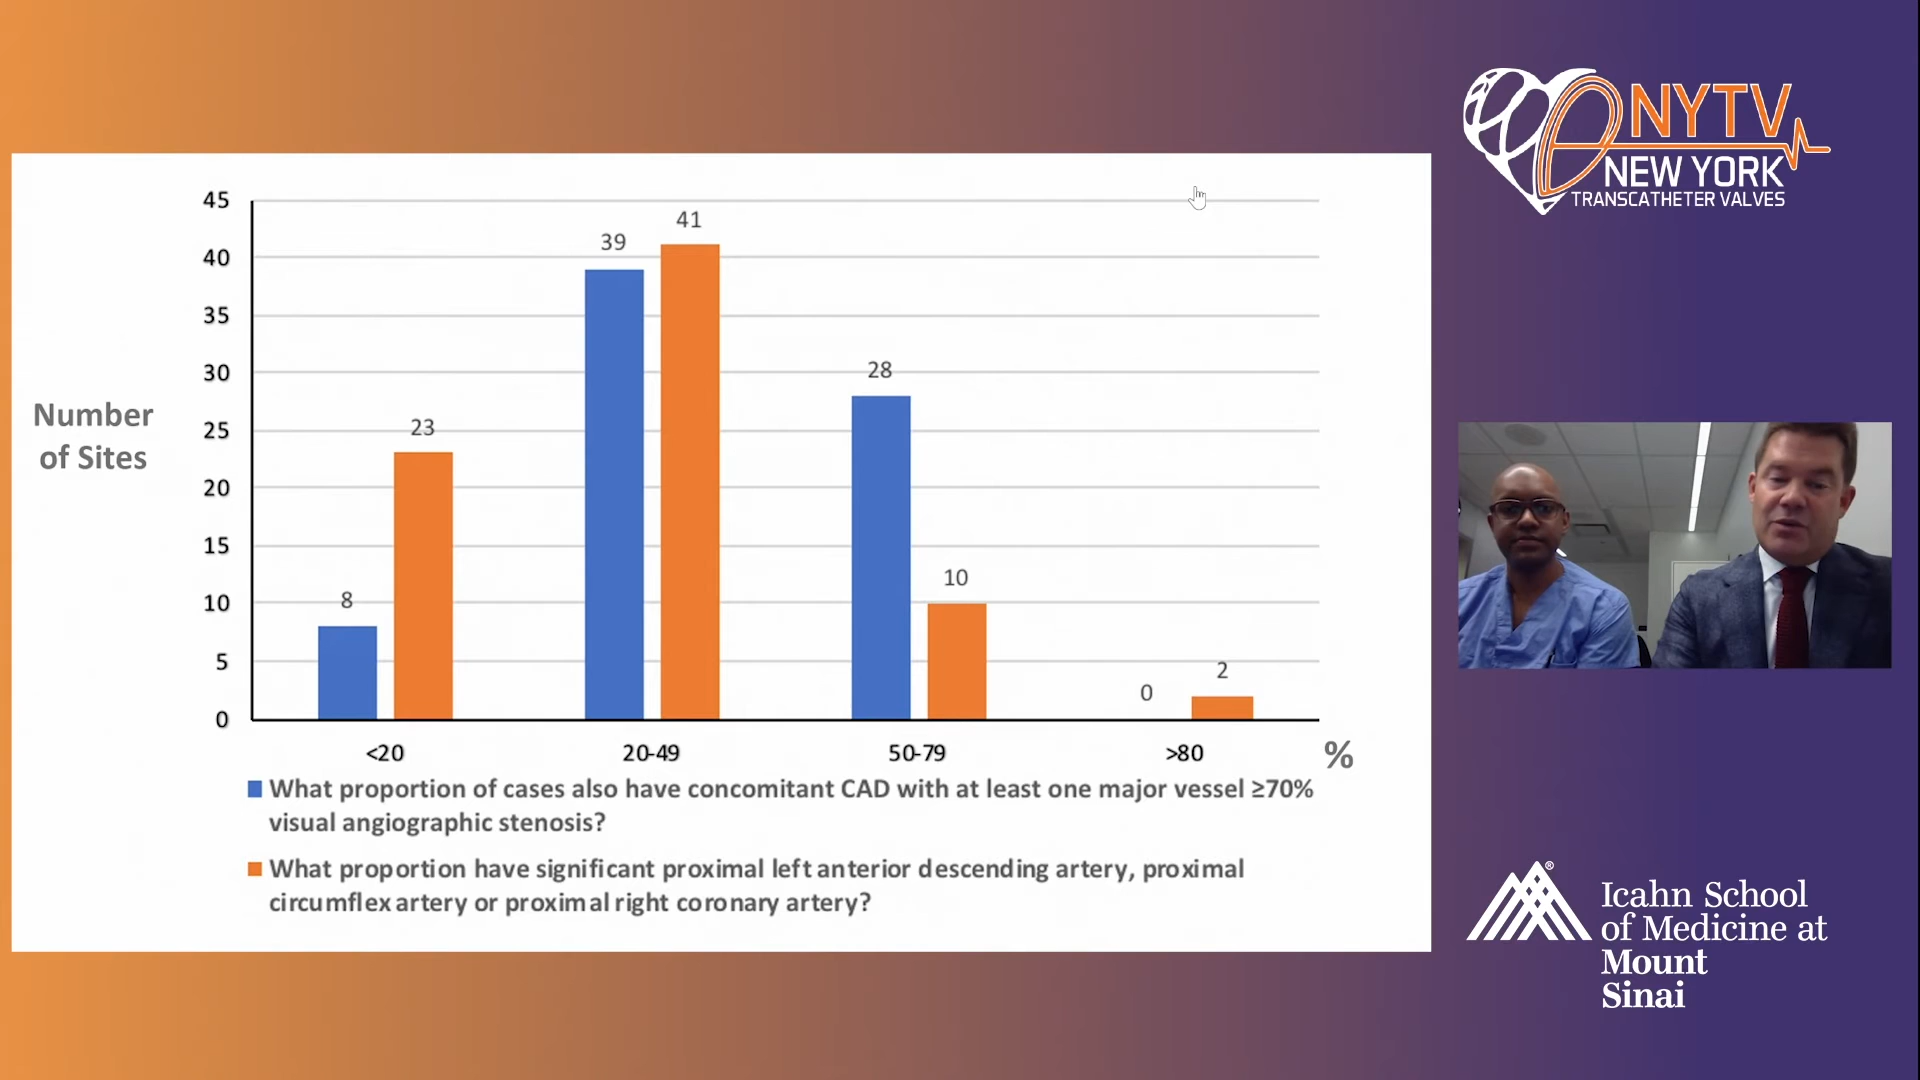 NYTV
NEW YORK
TRANSCATHETER VALVES
45
40
35
30
25
20
15
10
5
0
Number
of Sites
8
23
39
41
28
10
0
2
<20
20-49
50-79
>80
%
What proportion of cases also have concomitant CAD with at least one major vessel ≥70%
visual angiographic stenosis?
What proportion have significant proximal left anterior descending artery, proximal
circumflex artery or proximal right coronary artery?
®
Icahn School
of Medicine at
Mount
Sinai